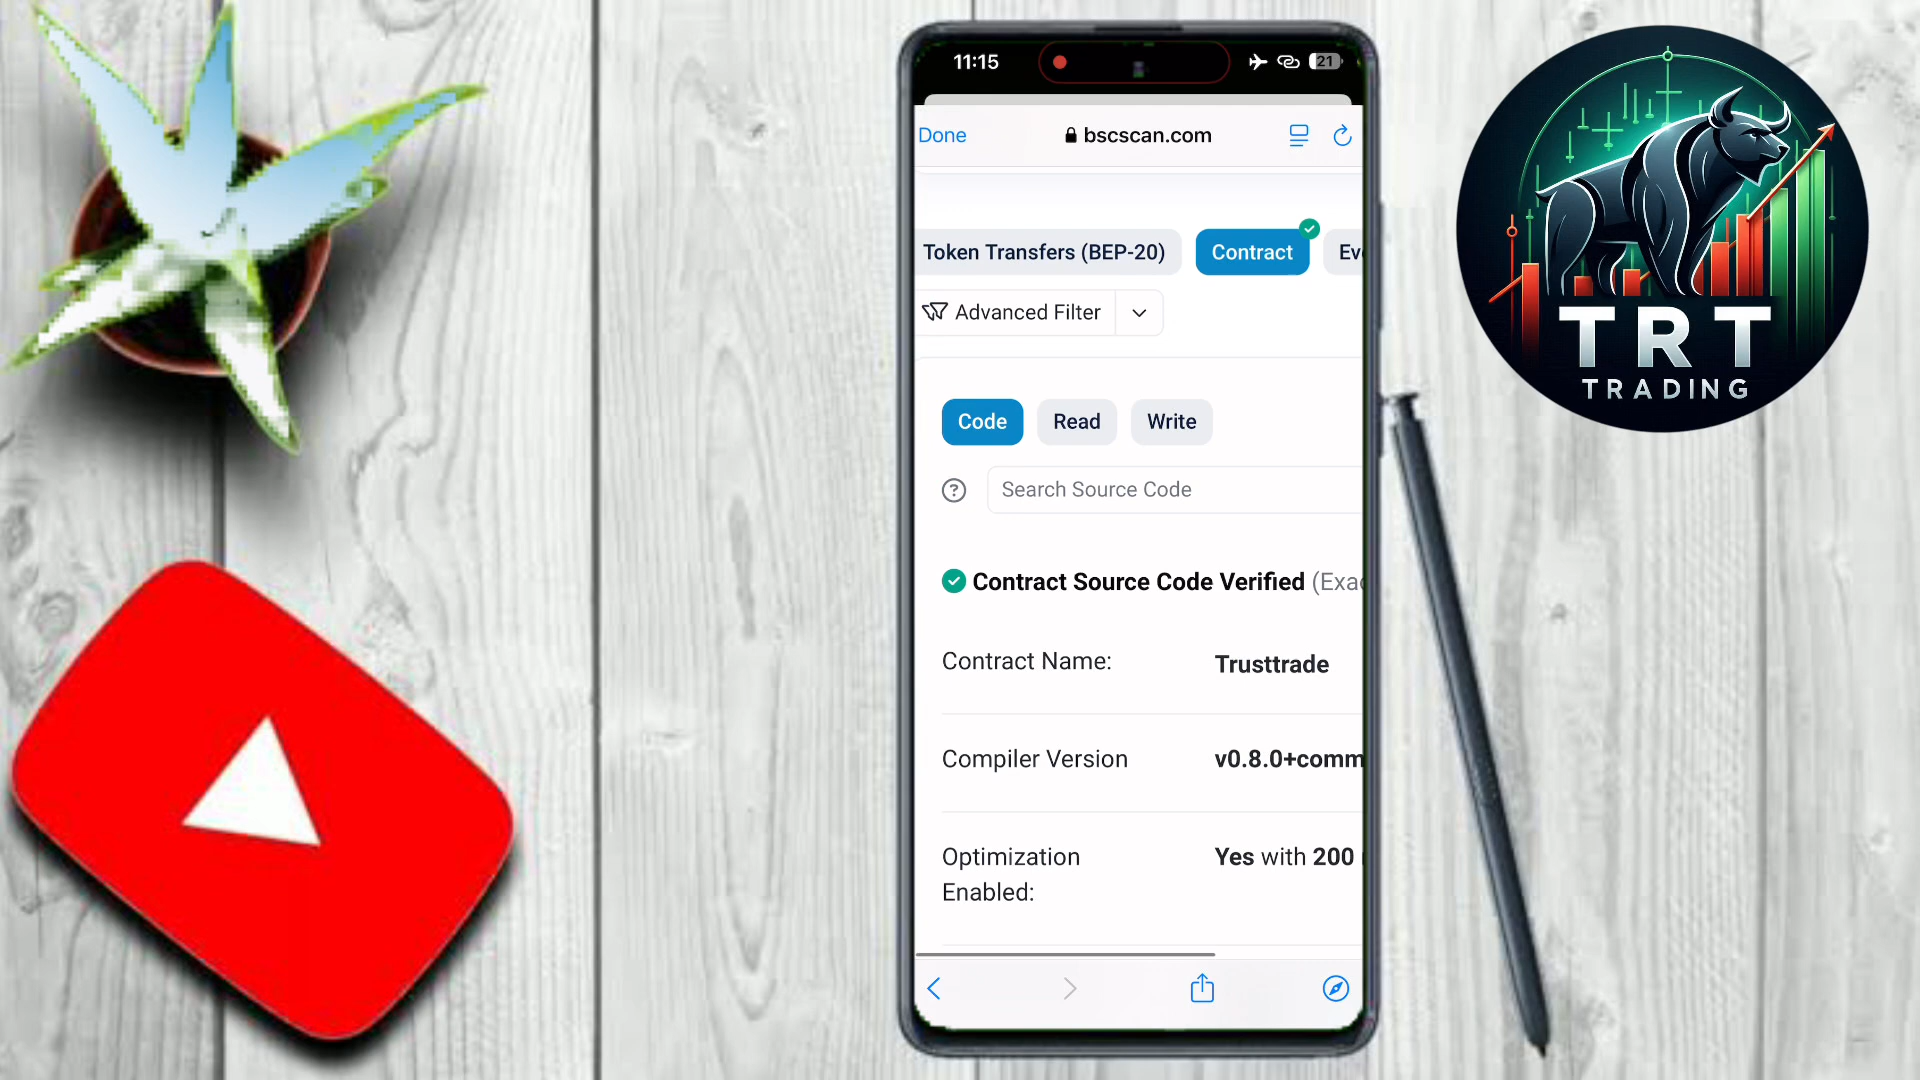 11:15
21
Done
bscscan.com
Token Transfers (BEP-20)
Contract
Advanced Filter
Code
Read
Write
Search Source Code
Contract Source Code Verified
Contract Name:
Trusttrade
Compiler Version
v0.8.0+comm
Optimization
Enabled:
Yes with 200
TRT
TRADING